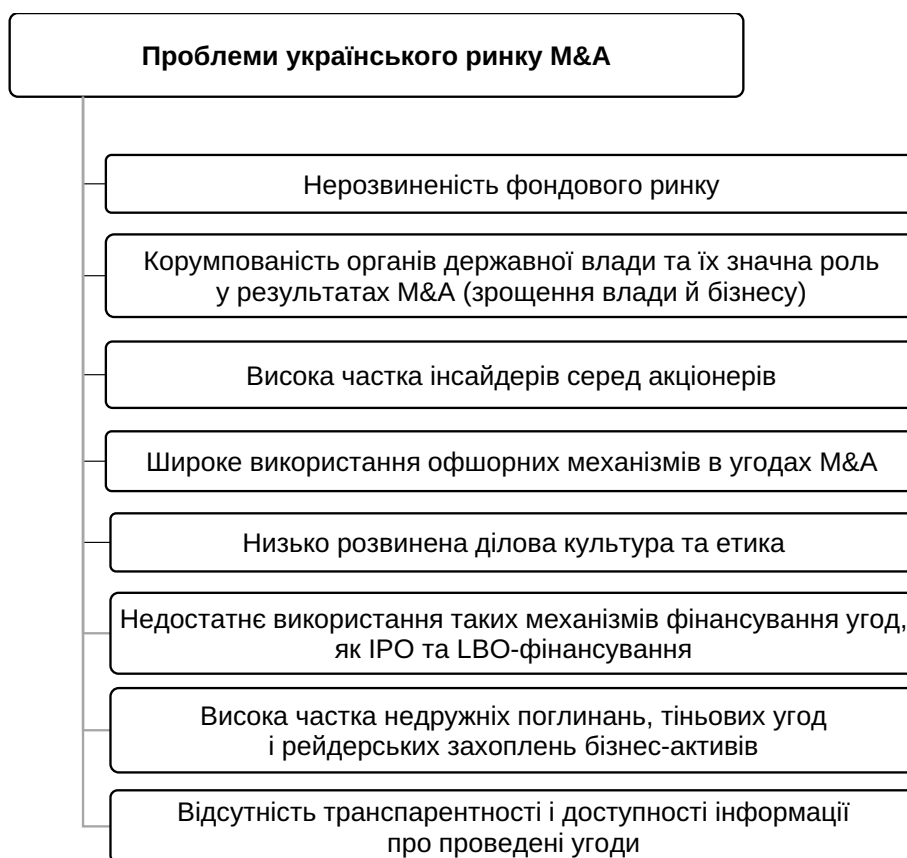 Проблеми українського ринку M&A
Нерозвиненість фондового ринку
Корумпованість органів державної влади та їх значна роль
у результатах M&A (зрощення влади й бізнесу)
Висока частка інсайдерів серед акціонерів
Широке використання офшорних механізмів в угодах M&A
Низько розвинена ділова культура та етика
Недостатнє використання таких механізмів фінансування угод,
як IPO та LBO-фінансування
Висока частка недружніх поглинань, тіньових угод
і рейдерських захоплень бізнес-активів
Відсутність транспарентності і доступності інформації
про проведені угоди